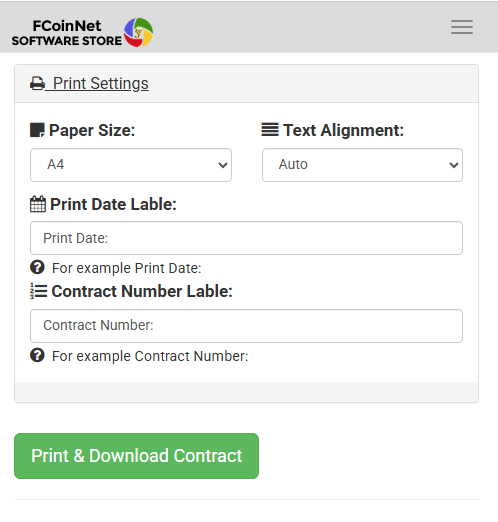 FCoinNet
SOFTWARE STORE
Print Settings
Paper Size:
Text Alignment:
A4
Auto
Print Date Lable:
Print Date:
For example Print Date:
Contract Number Lable:
Contract Number:
For example Contract Number:
Print & Download Contract